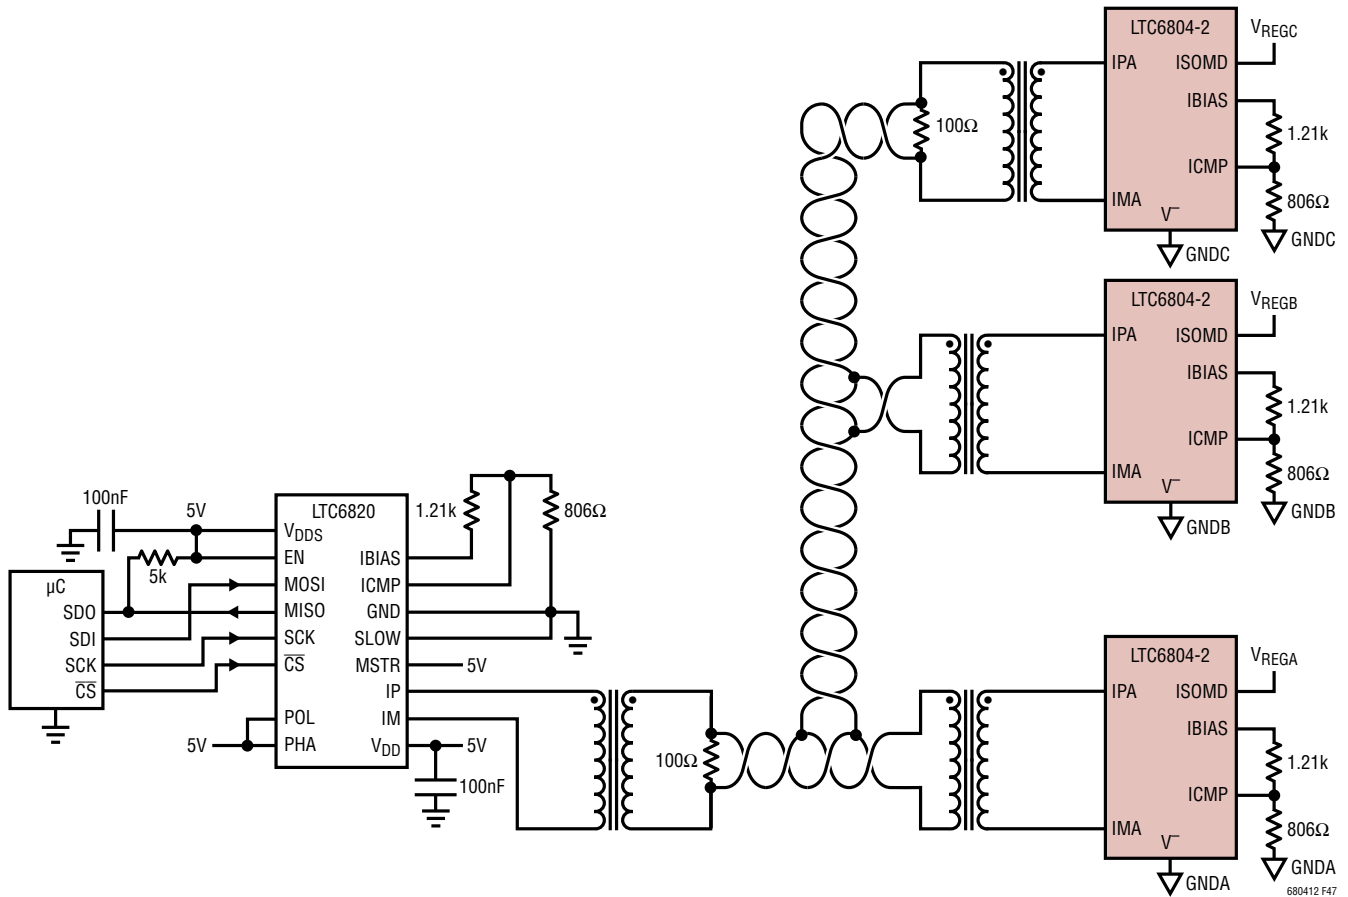 LTC6804-2
V_REGC
IPA
ISOMD
IBIAS
100Ω
1.21k
ICMP
IMA
806Ω
V–
GNDC
GNDC
LTC6804-2
V_REGB
IPA
ISOMD
IBIAS
1.21k
ICMP
IMA
806Ω
V–
GNDB
GNDB
100nF
5V
LTC6820
1.21k
806Ω
V_DDS
EN
IBIAS
5k
µC
MOSI
ICMP
SDO
MISO
GND
SDI
SCK
SLOW
SCK
C̅S̅
MSTR
5V
C̅S̅
IP
POL
IM
5V
PHA
V_DD
5V
100nF
100Ω
LTC6804-2
V_REGA
IPA
ISOMD
IBIAS
1.21k
ICMP
IMA
806Ω
V–
GNDA
GNDA
680412 F47